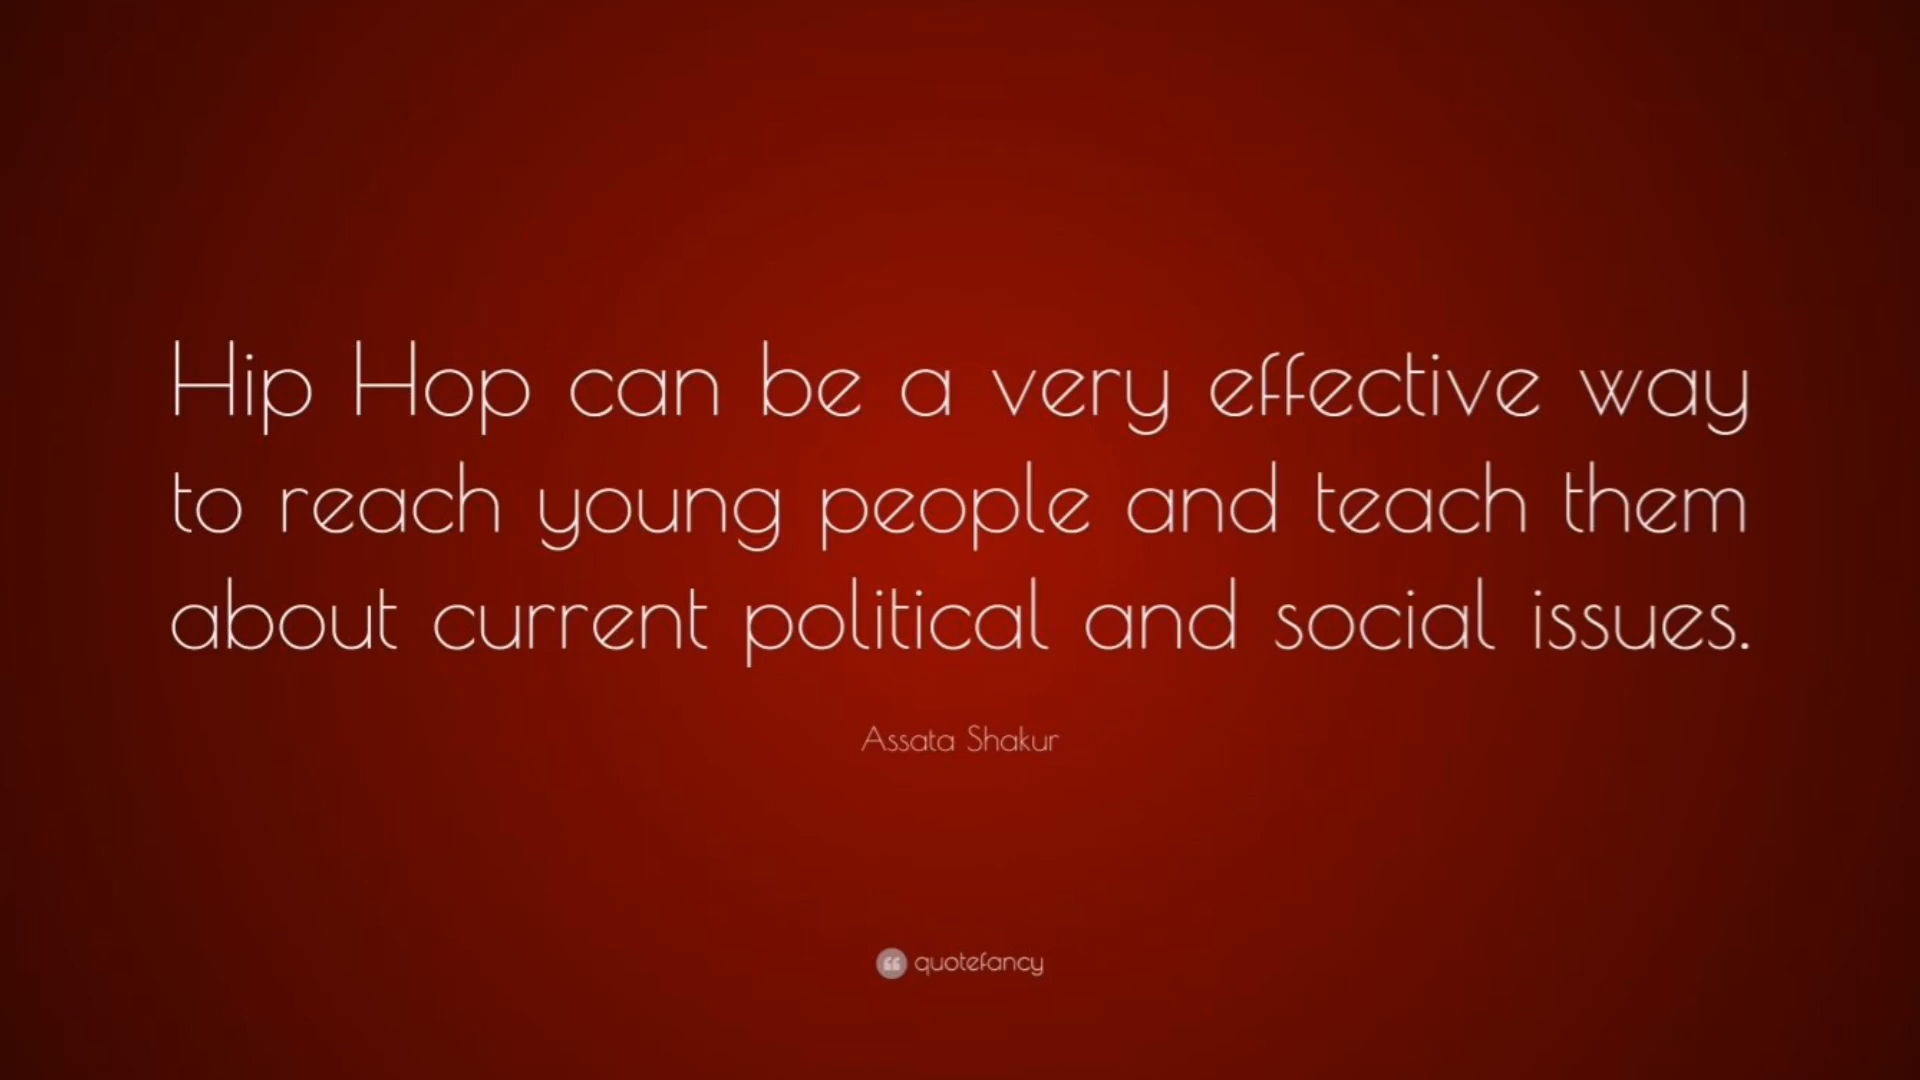 Hip Hop can be a very effective way
to reach young people and teach them
about current political and social issues.
Assata Shakur
quotefancy